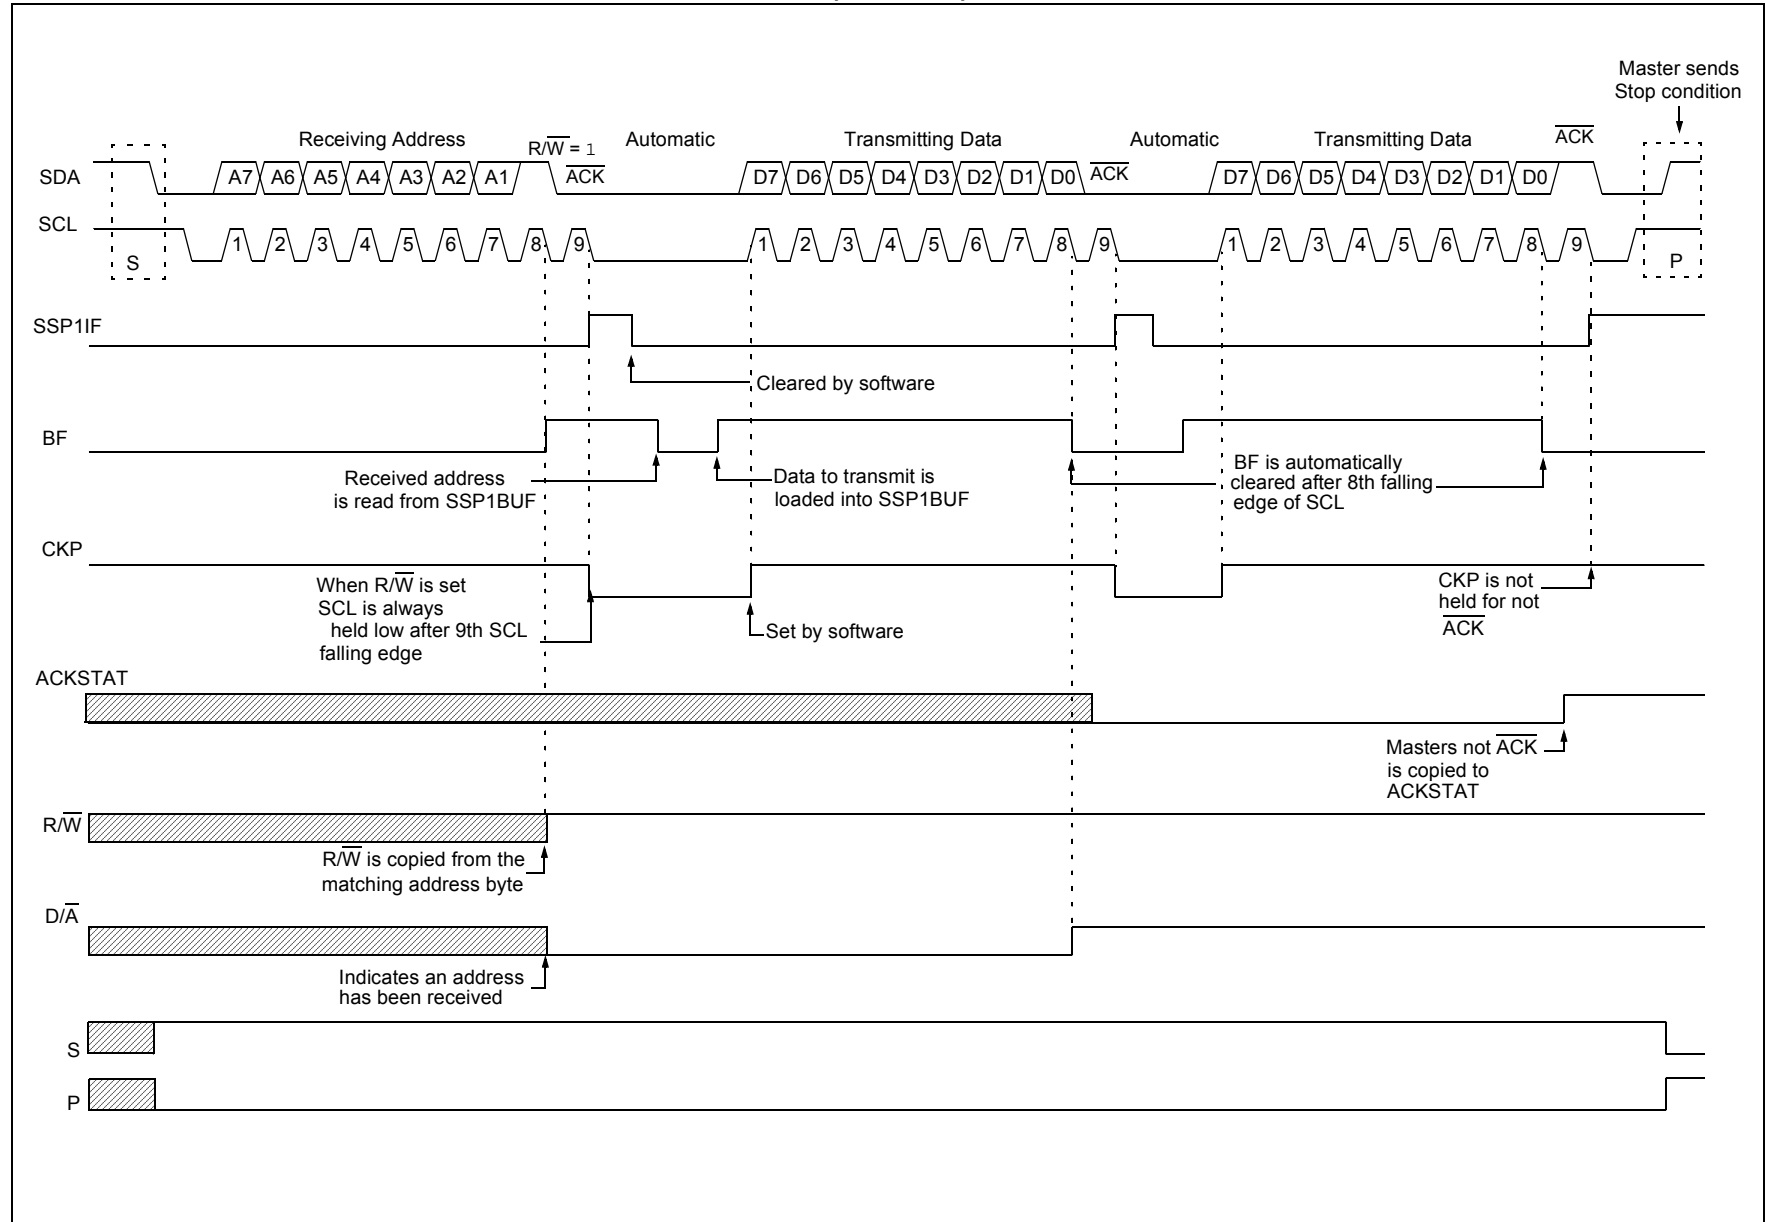 Master sends
Stop condition
Receiving Address
R/W̅ = 1
Automatic
Transmitting Data
Automatic
Transmitting Data
A̅C̅K̅
SDA
A7 A6 A5 A4 A3 A2 A1
A̅C̅K̅
D7 D6 D5 D4 D3 D2 D1 D0
A̅C̅K̅
D7 D6 D5 D4 D3 D2 D1 D0
SCL
S
1 2 3 4 5 6 7 8 9
1 2 3 4 5 6 7 8 9
1 2 3 4 5 6 7 8 9
P
SSP1IF
Cleared by software
BF
Received address
is read from SSP1BUF
Data to transmit is
loaded into SSP1BUF
BF is automatically
cleared after 8th falling
edge of SCL
CKP
When R/W̅ is set
SCL is always
held low after 9th SCL
falling edge
Set by software
CKP is not
held for not
A̅C̅K̅
ACKSTAT
Masters not A̅C̅K̅
is copied to
ACKSTAT
R/W̅
R/W̅ is copied from the
matching address byte
D/A̅
Indicates an address
has been received
S
P